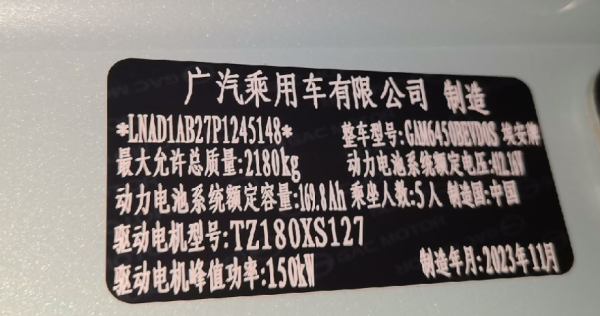 广汽乘用车有限公司 制造
*LNAD1AB27P1245148* 整车型号:GAM6450BEVD0S 埃安牌
最大允许总质量:2180kg 动力电池系统额定电压:412.16V
动力电池系统额定容量:169.8Ah 乘坐人数:5人 制造国:中国
驱动电机型号:TZ180XS127
驱动电机峰值功率:150kW 制造年月:2023年11月